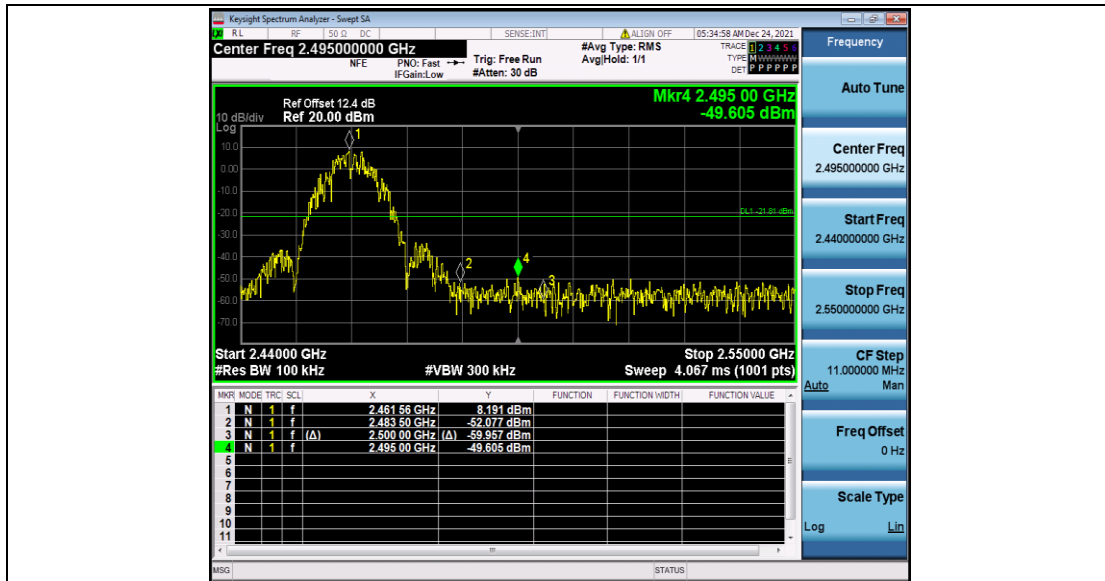 Keysight Spectrum Analyzer - Swept SA
RL RF 50 Ω DC SENSE:INT ALIGN OFF 05:34:58 AM Dec 24, 2021
Center Freq 2.495000000 GHz
NFE
PNO: Fast
IFGain:Low
Trig: Free Run
#Atten: 30 dB
#Avg Type: RMS
Avg|Hold: 1/1
TRACE 1 2 3 4 5 6
TYPE M W W W W W
DET P P P P P P
Frequency
Auto Tune
Center Freq
2.495000000 GHz
Start Freq
2.440000000 GHz
Stop Freq
2.550000000 GHz
CF Step
11.000000 MHz
Auto Man
Freq Offset
0 Hz
Scale Type
Log Lin
Mkr4 2.495 00 GHz
-49.605 dBm
Ref Offset 12.4 dB
10 dB/div Ref 20.00 dBm
Log
10.0
0.00
-10.0
-20.0
-30.0
-40.0
-50.0
-60.0
-70.0
1
2
3
4
DL1 -21.81 dBm
Start 2.44000 GHz Stop 2.55000 GHz
#Res BW 100 kHz #VBW 300 kHz Sweep 4.067 ms (1001 pts)
MKR MODE TRC SCL X Y FUNCTION FUNCTION WIDTH FUNCTION VALUE
1 N 1 f 2.461 56 GHz 8.191 dBm
2 N 1 f 2.483 50 GHz -52.077 dBm
3 N 1 f (Δ) 2.500 00 GHz (Δ) -59.957 dBm
4 N 1 f 2.495 00 GHz -49.605 dBm
5
6
7
8
9
10
11
MSG STATUS